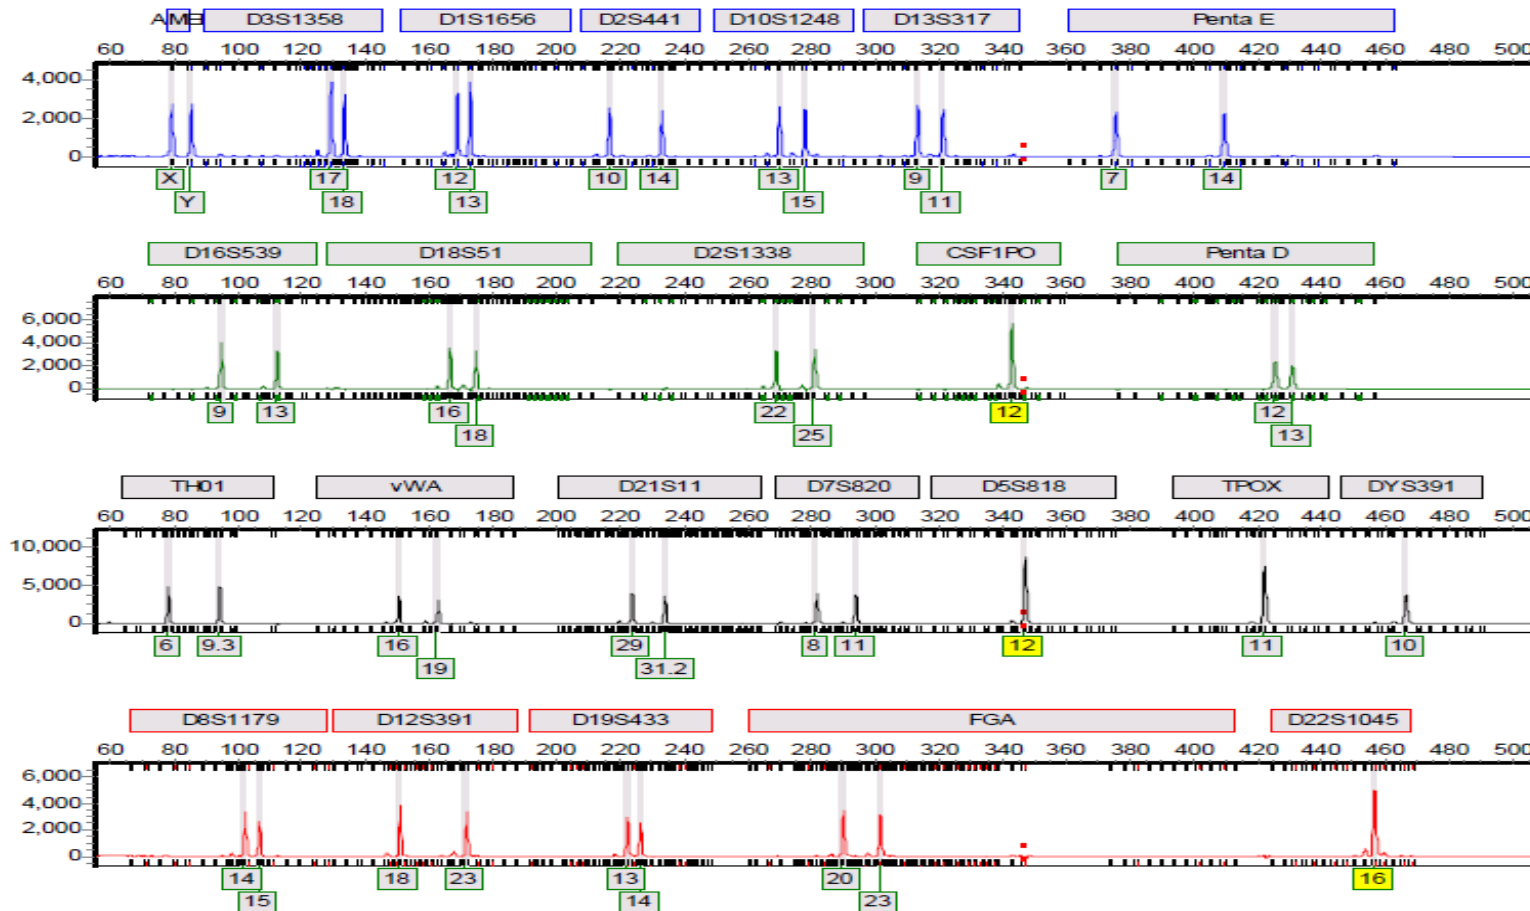 AMEL D3S1358 D1S1656 D2S441 D10S1248 D13S317 Penta E
60 80 100 120 140 160 180 200 220 240 260 280 300 320 340 360 380 400 420 440 460 480 500
4,000
2,000
0
X 17 12 10 14 13 9 7 14
Y 18 13 15 11
D16S539 D18S51 D2S1338 CSF1PO Penta D
60 80 100 120 140 160 180 200 220 240 260 280 300 320 340 360 380 400 420 440 460 480 500
6,000
4,000
2,000
0
9 13 16 22 12 12
18 25 13
TH01 vWA D21S11 D7S820 D5S818 TPOX DYS391
60 80 100 120 140 160 180 200 220 240 260 280 300 320 340 360 380 400 420 440 460 480 500
10,000
5,000
0
6 9.3 16 29 8 11 12 11 10
19 31.2
D8S1179 D12S391 D19S433 FGA D22S1045
60 80 100 120 140 160 180 200 220 240 260 280 300 320 340 360 380 400 420 440 460 480 500
6,000
4,000
2,000
0
14 18 23 13 20 16
15 14 23